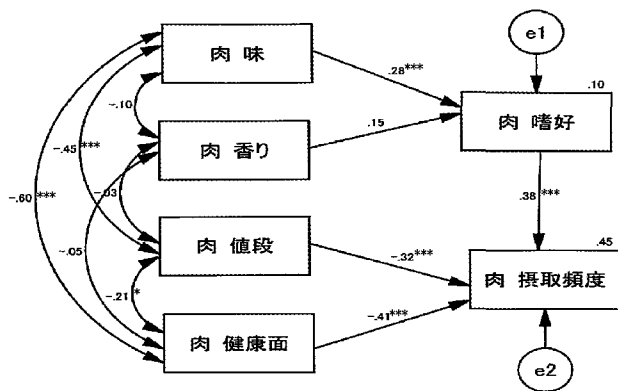 e1
肉 味
.28***
.10
-.10
肉 嗜好
-.45 ***
.15
肉 香り
-.60 ***
-.03
.38 ***
-.05
肉 値段
.45
-.32***
肉 摂取頻度
-.21 *
-.41***
肉 健康面
e2